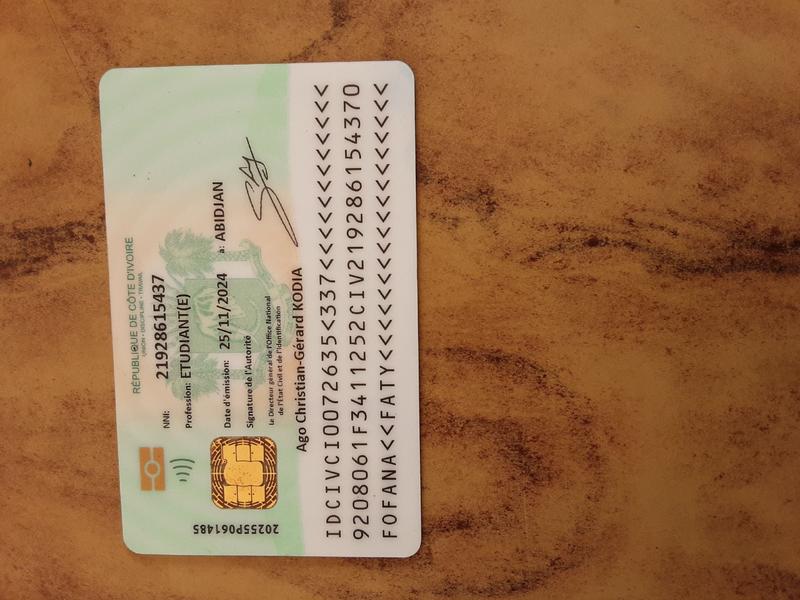 RÉPUBLIQUE DE CÔTE D'IVOIRE
UNION - DISCIPLINE - TRAVAIL
NNI: 21928615437
Profession: ETUDIANT(E)
Date d'émission: 25/11/2024 à: ABIDJAN
Signature de l'Autorité
Le Directeur général de l'Office National
de l'État Civil et de l'Identification
Ago Christian-Gérard KODIA
20255P061485
IDCIVCI0072635<337<<<<<<<<<<<<
9208061F3411252CIV219286154370
FOFANA<<FATY<<<<<<<<<<<<<<<<<<